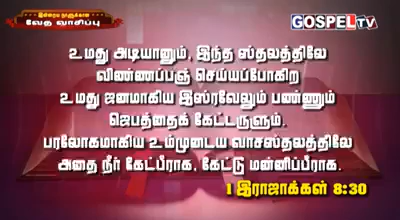 இன்றைய நாளுக்கான
வேத வாசிப்பு
GOSPEL TV
உமது அடியானும், இந்த ஸ்தலத்திலே
விண்ணப்பஞ் செய்யப்போகிற
உமது ஜனமாகிய இஸ்ரவேலும் பண்ணும்
ஜெபத்தைக் கேட்டருளும்.
பரலோகமாகிய உம்முடைய வாசஸ்தலத்திலே
அதை நீர் கேட்பீராக, கேட்டு மன்னிப்பீராக.
1 இராஜாக்கள் 8:30